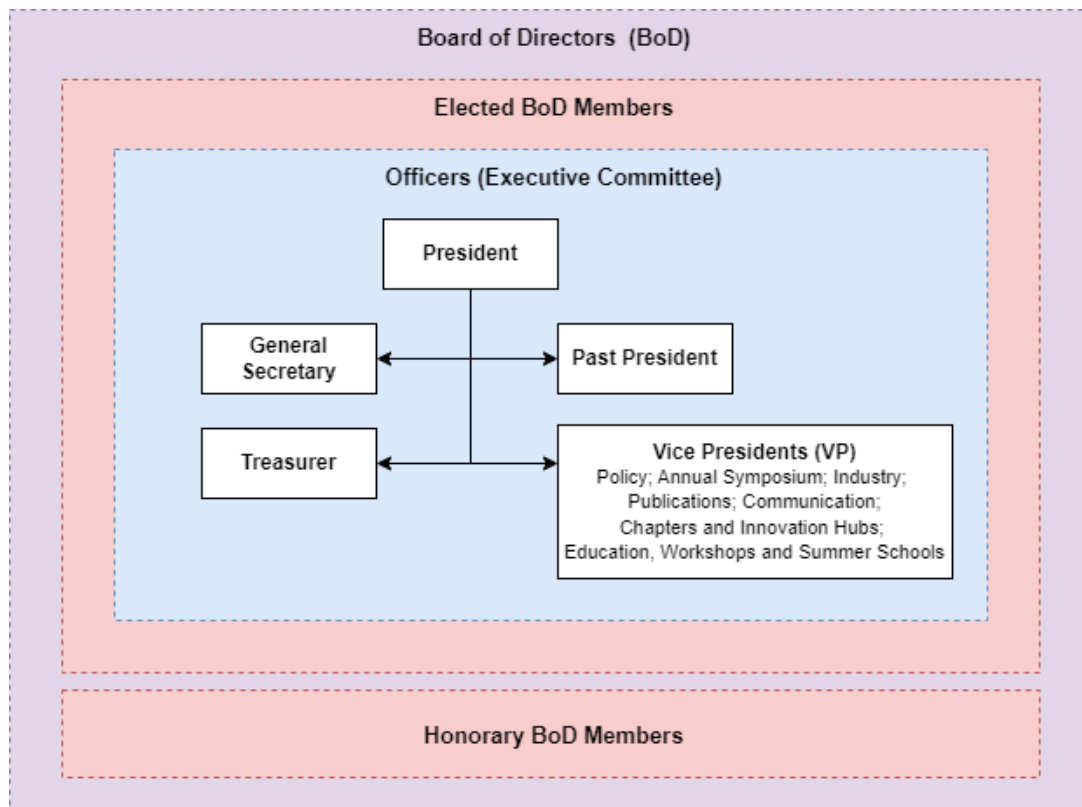 Board of Directors (BoD)
Elected BoD Members
Officers (Executive Committee)
President
General
Secretary
Past President
Treasurer
Vice Presidents (VP)
Policy; Annual Symposium; Industry;
Publications; Communication;
Chapters and Innovation Hubs;
Education, Workshops and Summer Schools
Honorary BoD Members